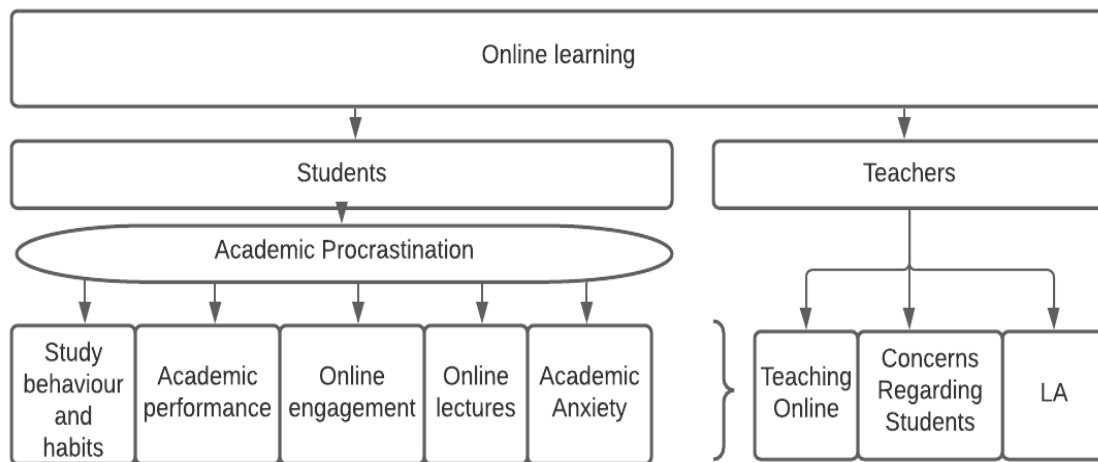 Online learning
Students
Teachers
Academic Procrastination
Study
behaviour
and
habits
Academic
performance
Online
engagement
Online
lectures
Academic
Anxiety
Teaching
Online
Concerns
Regarding
Students
LA